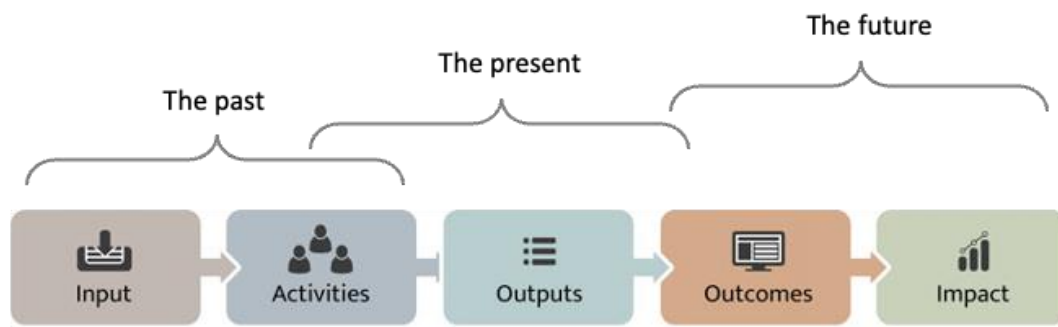 The future
The present
The past
Input
Activities
Outputs
Outcomes
Impact